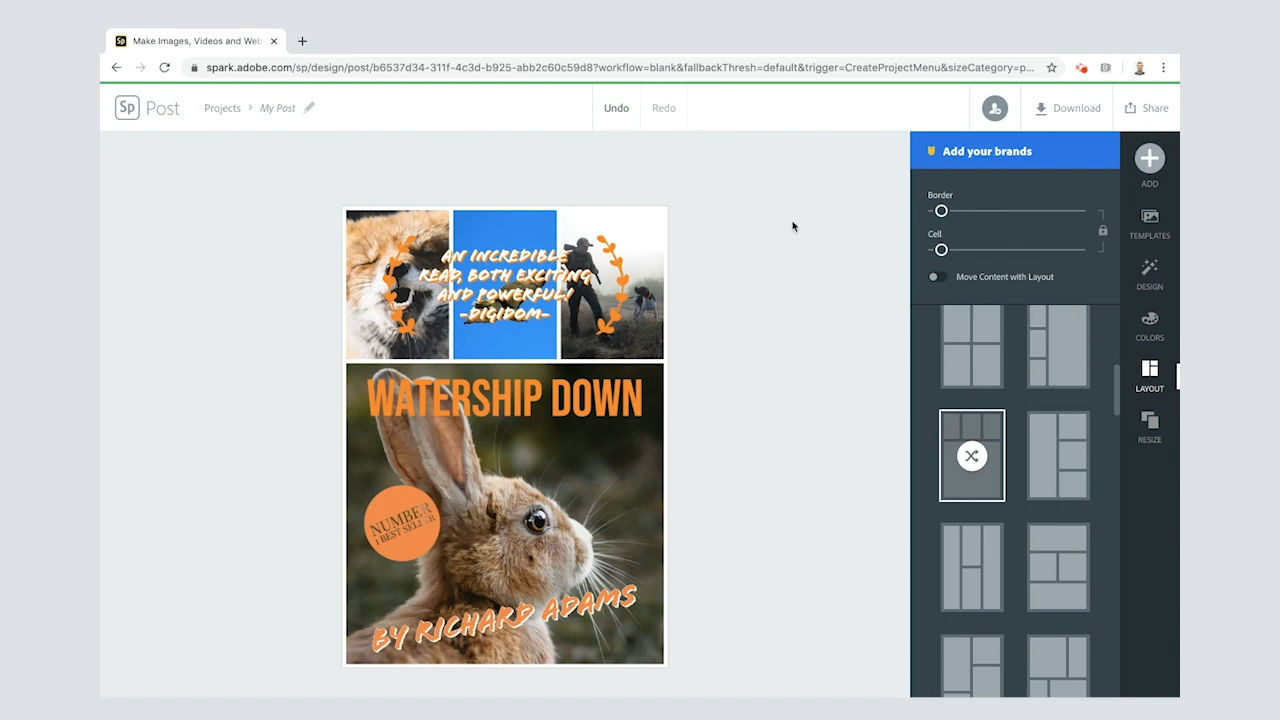 Sp Make Images, Videos and Web
spark.adobe.com/sp/design/post/b6537d34-311f-4c3d-b925-abb2c60c59d8?workflow=blank&fallbackThresh=default&trigger=CreateProjectMenu&sizeCategory=p...
Sp Post Projects > My Post Undo Redo Download Share
Add your brands
ADD
Border
Cell
TEMPLATES
Move Content with Layout
DESIGN
COLORS
LAYOUT
RESIZE
AN INCREDIBLE
READ, BOTH EXCITING
AND POWERFUL!
-DIGIDOM-
WATERSHIP DOWN
NUMBER
1 BEST SELLER
BY RICHARD ADAMS